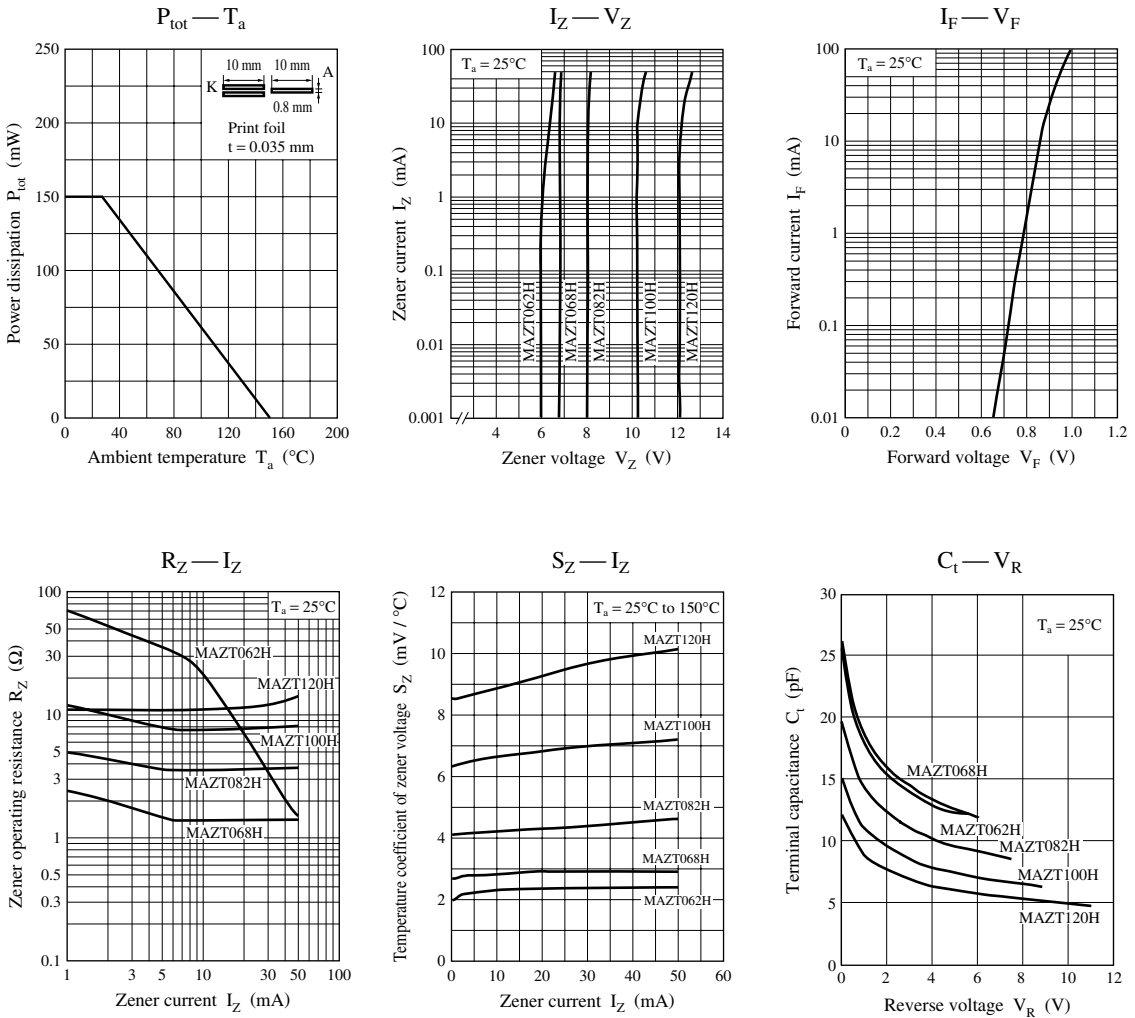 P_tot — T_a
250
200
150
100
50
0
0 40 80 120 160 200
Power dissipation P_tot (mW)
Ambient temperature T_a (°C)
10 mm 10 mm A
K
0.8 mm
Print foil
t = 0.035 mm
I_Z — V_Z
T_a = 25°C
100
10
1
0.1
0.01
0.001
4 6 8 10 12 14
Zener current I_Z (mA)
Zener voltage V_Z (V)
MAZT062H
MAZT068H
MAZT082H
MAZT100H
MAZT120H
I_F — V_F
T_a = 25°C
100
10
1
0.1
0.01
0 0.2 0.4 0.6 0.8 1.0 1.2
Forward current I_F (mA)
Forward voltage V_F (V)
R_Z — I_Z
T_a = 25°C
100
50
30
10
5
3
1
0.5
0.3
0.1
1 3 5 10 30 50 100
Zener operating resistance R_Z (Ω)
Zener current I_Z (mA)
MAZT062H
MAZT120H
MAZT100H
MAZT082H
MAZT068H
S_Z — I_Z
T_a = 25°C to 150°C
12
10
8
6
4
2
0
0 10 20 30 40 50 60
Temperature coefficient of zener voltage S_Z (mV / °C)
Zener current I_Z (mA)
MAZT120H
MAZT100H
MAZT082H
MAZT068H
MAZT062H
C_t — V_R
T_a = 25°C
30
25
20
15
10
5
0
0 2 4 6 8 10 12
Terminal capacitance C_t (pF)
Reverse voltage V_R (V)
MAZT068H
MAZT062H
MAZT082H
MAZT100H
MAZT120H